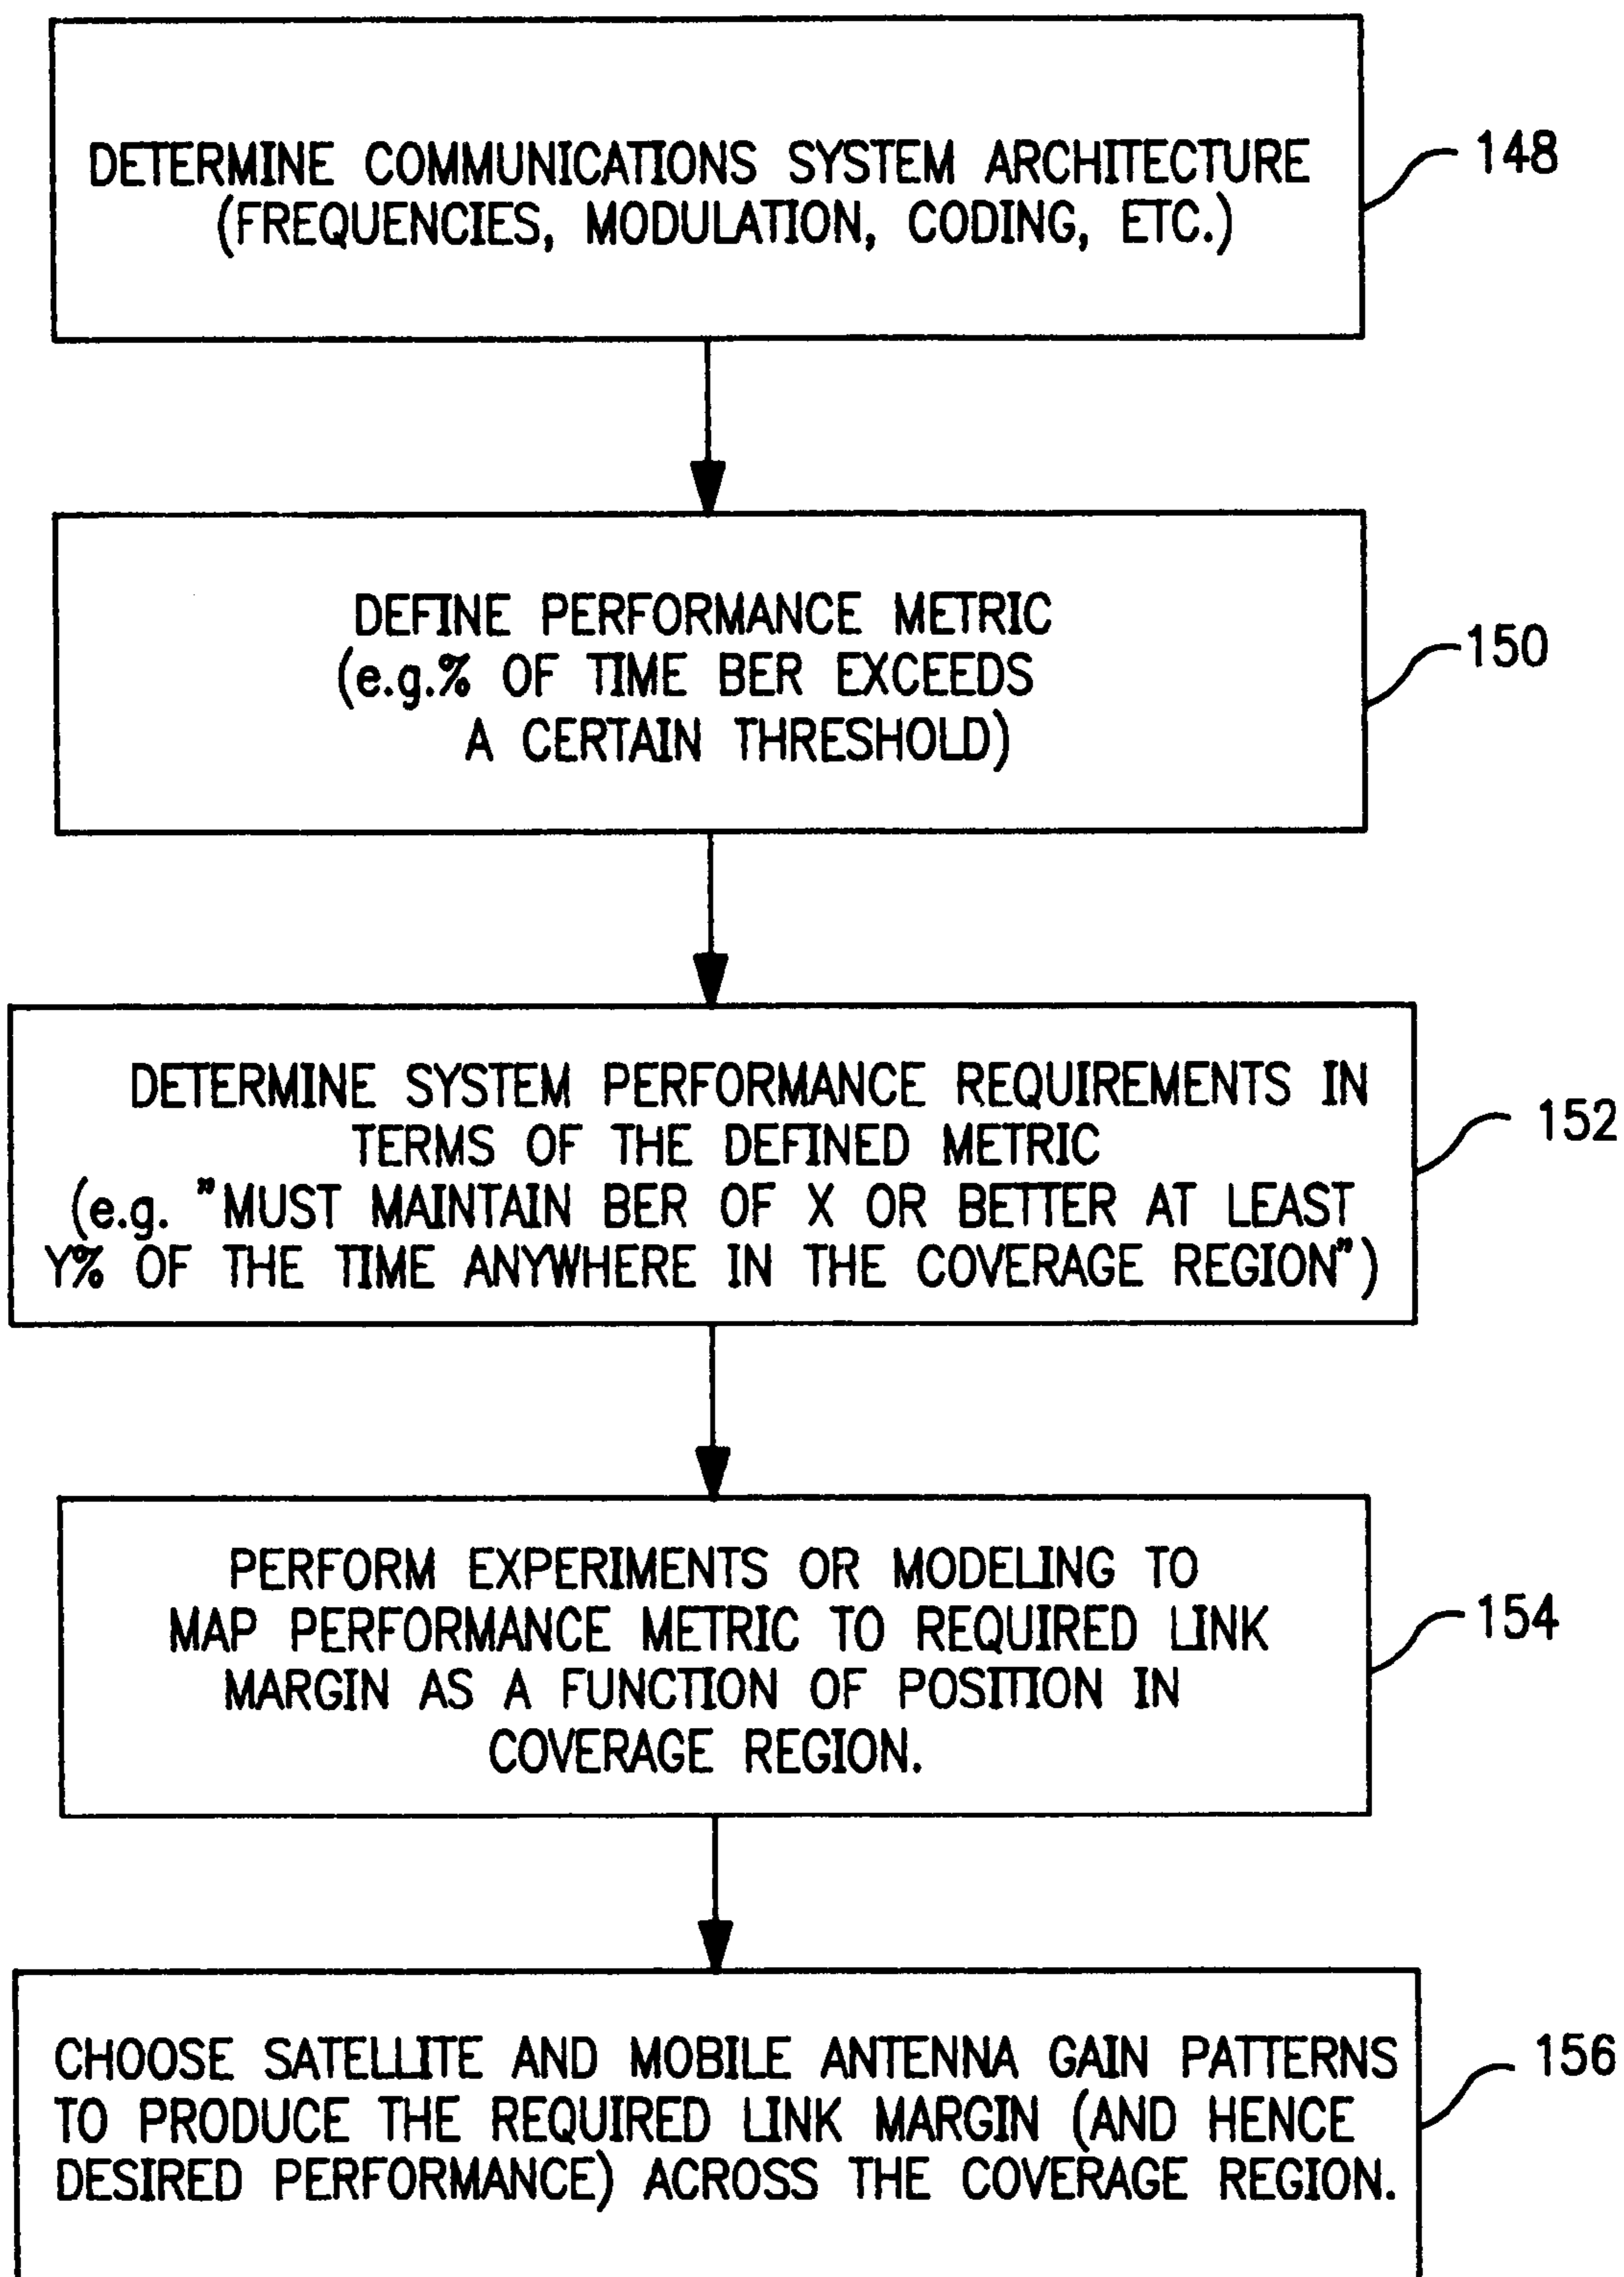 DETERMINE COMMUNICATIONS SYSTEM ARCHITECTURE
(FREQUENCIES, MODULATION, CODING, ETC.)
148
DEFINE PERFORMANCE METRIC
(e.g.% OF TIME BER EXCEEDS
A CERTAIN THRESHOLD)
150
DETERMINE SYSTEM PERFORMANCE REQUIREMENTS IN
TERMS OF THE DEFINED METRIC
(e.g. "MUST MAINTAIN BER OF X OR BETTER AT LEAST
Y% OF THE TIME ANYWHERE IN THE COVERAGE REGION")
152
PERFORM EXPERIMENTS OR MODELING TO
MAP PERFORMANCE METRIC TO REQUIRED LINK
MARGIN AS A FUNCTION OF POSITION IN
COVERAGE REGION.
154
CHOOSE SATELLITE AND MOBILE ANTENNA GAIN PATTERNS
TO PRODUCE THE REQUIRED LINK MARGIN (AND HENCE
DESIRED PERFORMANCE) ACROSS THE COVERAGE REGION.
156